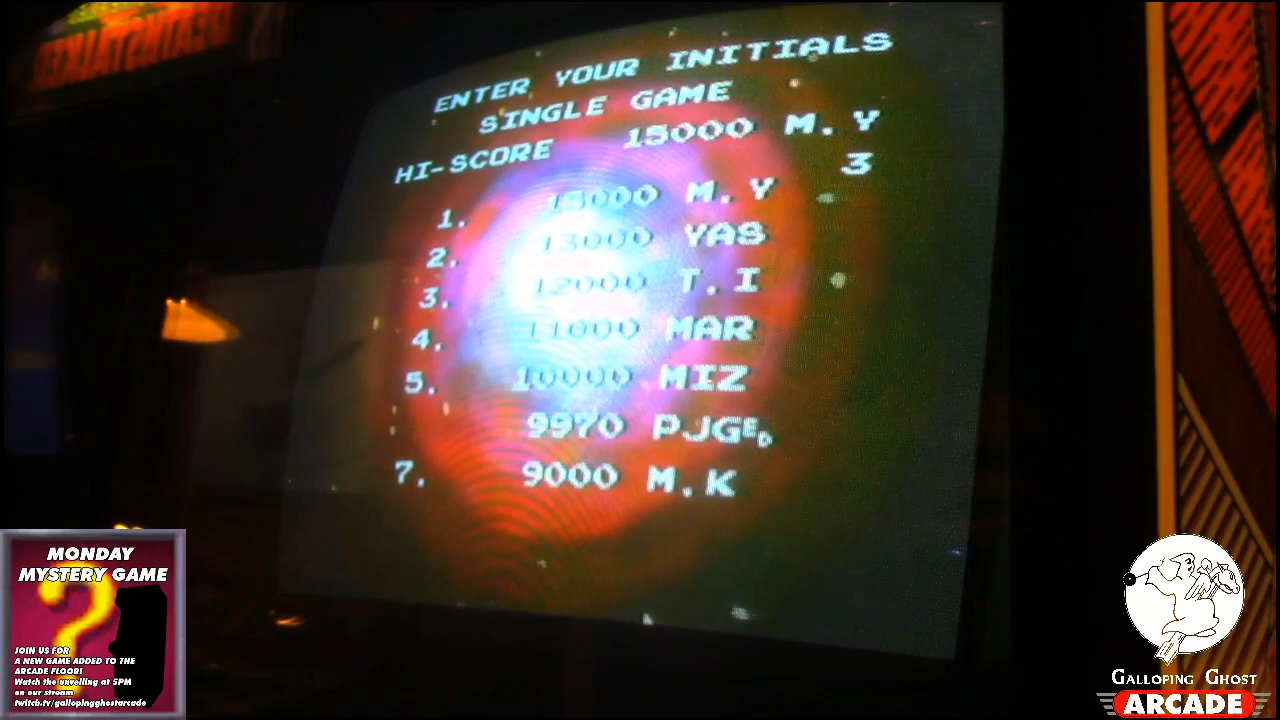 ENTER YOUR INITIALS
SINGLE GAME
HI-SCORE 15000 M.Y
3
1. 15000 M.Y
2. 13000 YAS
3. 12000 T.I
4. 11000 MAR
5. 10000 MIZ
9970 PJGED
7. 9000 M.K
MONDAY
MYSTERY GAME
?
JOIN US FOR
A NEW GAME ADDED TO THE
ARCADE FLOOR!
Watch the unveiling at 5PM
on our stream
twitch.tv/gallopingghostarcade
GALLOPING GHOST
ARCADE